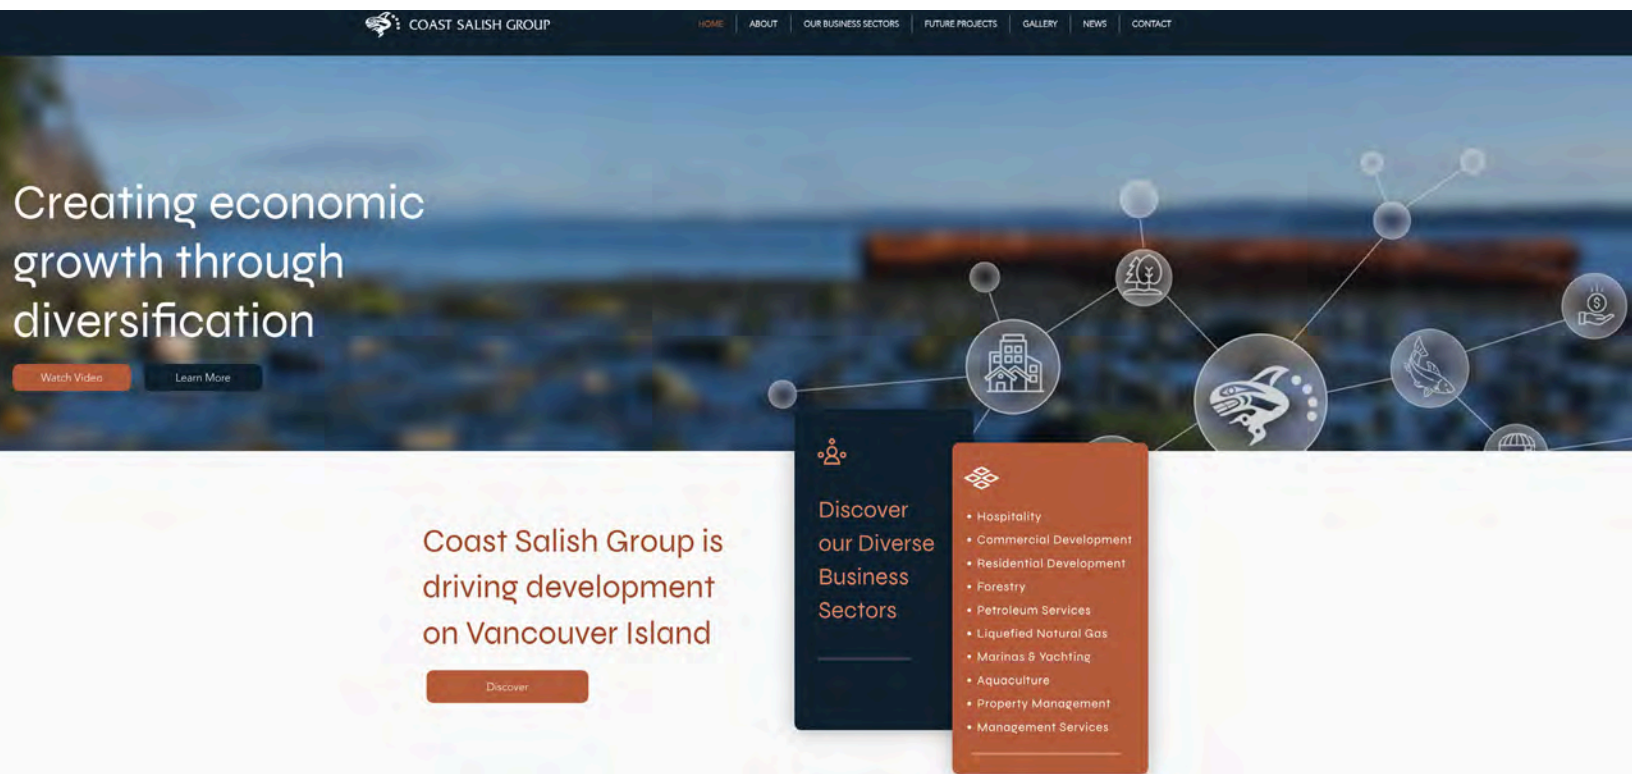 COAST SALISH GROUP
HOME
ABOUT
OUR BUSINESS SECTORS
FUTURE PROJECTS
GALLERY
NEWS
CONTACT
Creating economic
growth through
diversification
Watch Video
Learn More
Coast Salish Group is
driving development
on Vancouver Island
Discover
Discover
our Diverse
Business
Sectors
• Hospitality
• Commercial Development
• Residential Development
• Forestry
• Petroleum Services
• Liquefied Natural Gas
• Marinas & Yachting
• Aquaculture
• Property Management
• Management Services